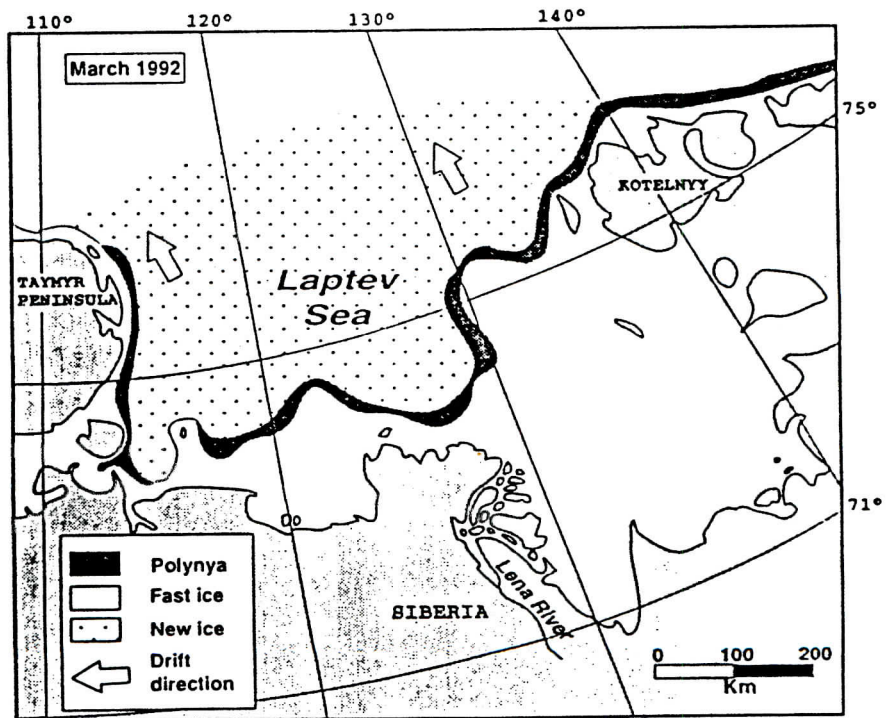 110° 120° 130° 140°
March 1992
75°
KOTELNYY
TAYMYR
PENINSULA
Laptev
Sea
71°
Polynya
Fast ice
New ice
Drift
direction
SIBERIA
Lena River
0 100 200
Km